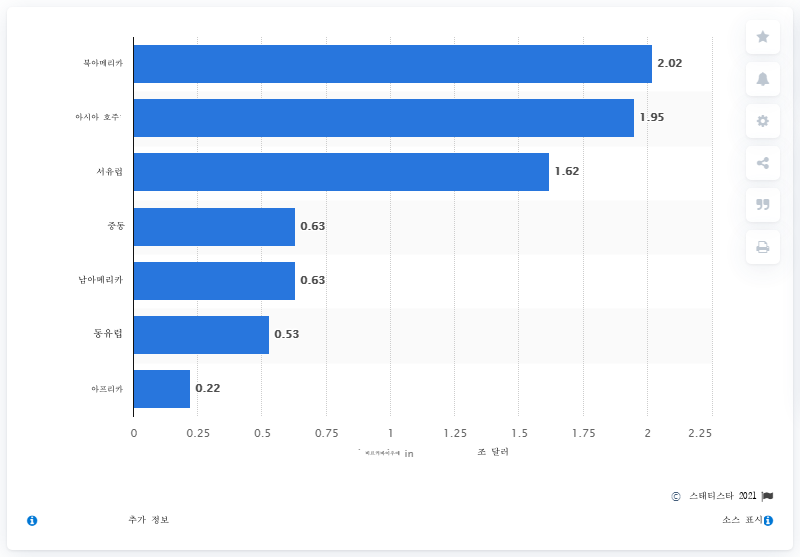 북아메리카
2.02
아시아 호주
1.95
서유럽
1.62
중동
0.63
남아메리카
0.63
동유럽
0.53
아프리카
0.22
0 0.25 0.5 0.75 1 1.25 1.5 1.75 2 2.25
in 조 달러
© 스태티스타 2021
추가 정보 소스 표시